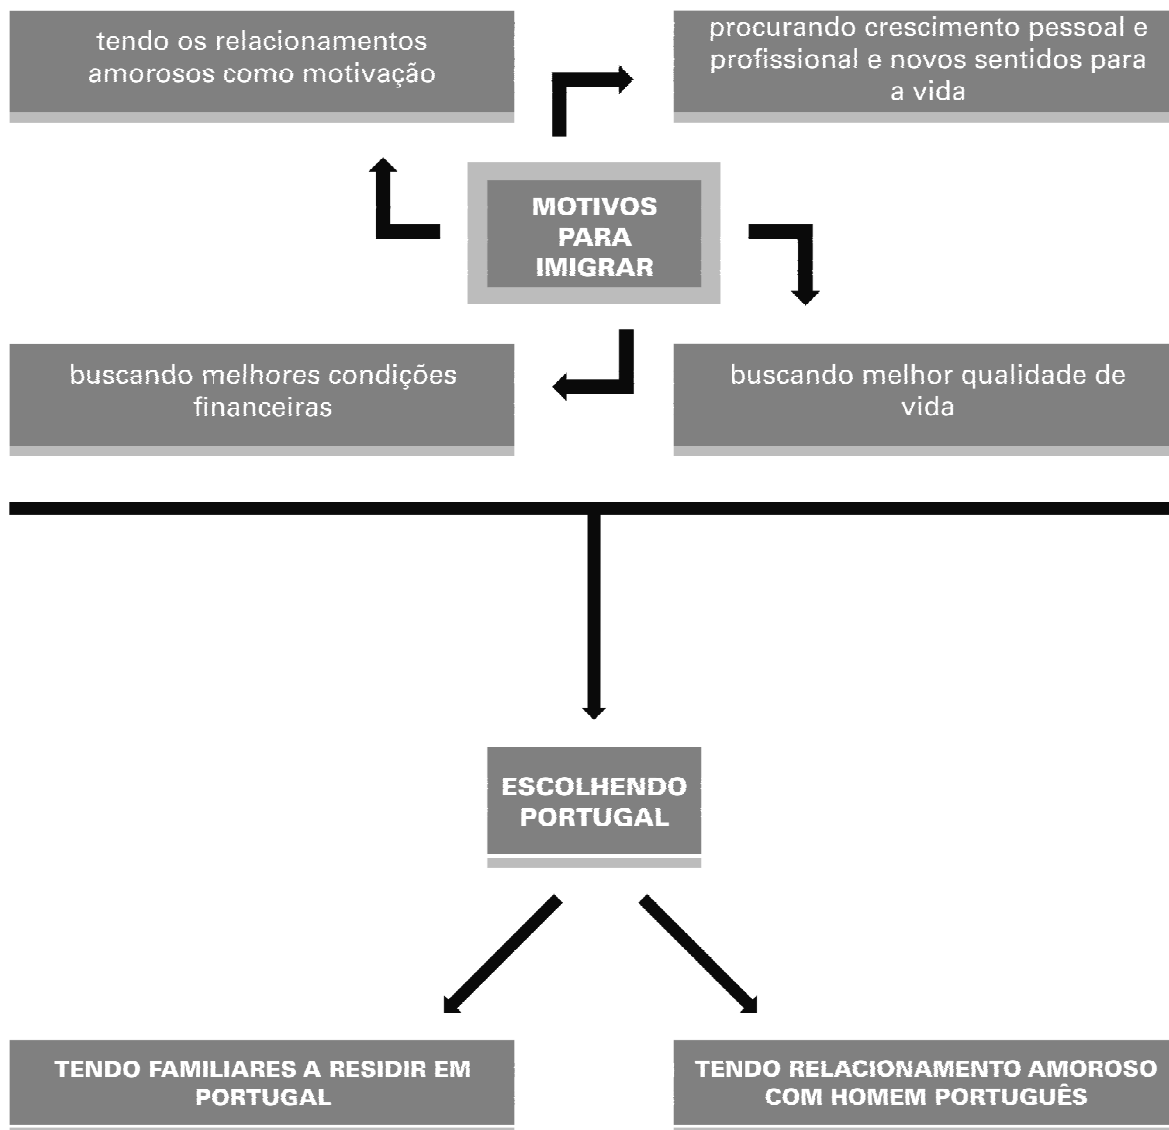 tendo os relacionamentos
amorosos como motivação
procurando crescimento pessoal e
profissional e novos sentidos para
a vida
MOTIVOS
PARA
IMIGRAR
buscando melhores condições
financeiras
buscando melhor qualidade de
vida
ESCOLHENDO
PORTUGAL
TENDO FAMILIARES A RESIDIR EM
PORTUGAL
TENDO RELACIONAMENTO AMOROSO
COM HOMEM PORTUGUÊS